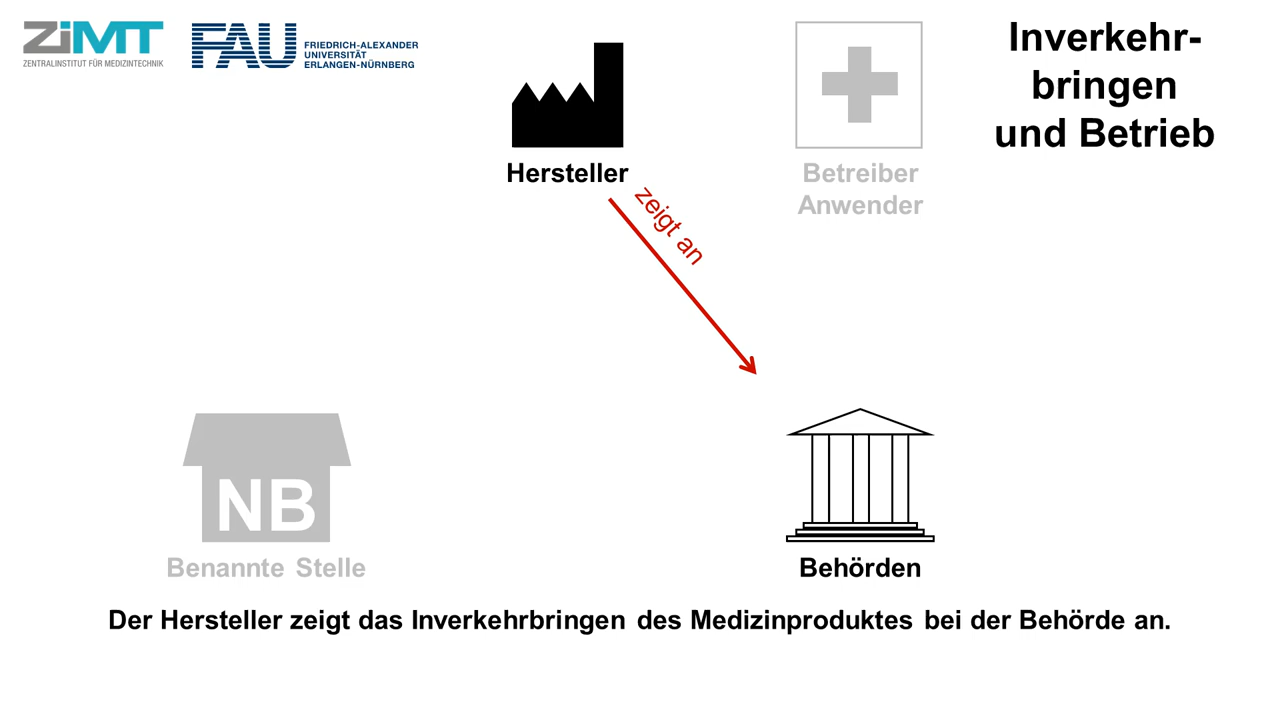 ZiMT
ZENTRALINSTITUT FÜR MEDIZINTECHNIK
FAU
FRIEDRICH-ALEXANDER
UNIVERSITÄT
ERLANGEN-NÜRNBERG
Inverkehr-
bringen
und Betrieb
Hersteller
Betreiber
Anwender
zeigt an
NB
Benannte Stelle
Behörden
Der Hersteller zeigt das Inverkehrbringen des Medizinproduktes bei der Behörde an.